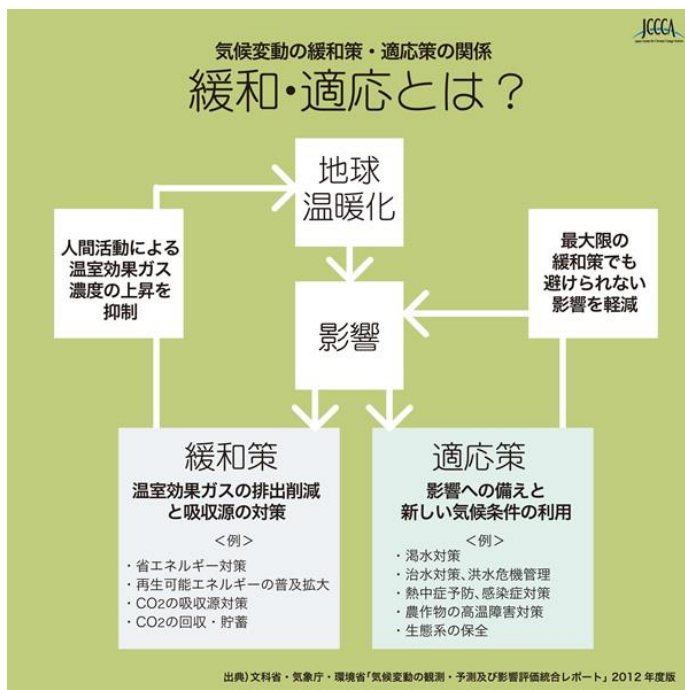 JCCCA
気候変動の緩和策・適応策の関係
緩和・適応とは？
地球
温暖化
人間活動による
温室効果ガス
濃度の上昇を
抑制
最大限の
緩和策でも
避けられない
影響を軽減
影響
緩和策
温室効果ガスの排出削減
と吸収源の対策
＜例＞
・省エネルギー対策
・再生可能エネルギーの普及拡大
・CO2の吸収源対策
・CO2の回収・貯蓄
適応策
影響への備えと
新しい気候条件の利用
＜例＞
・渇水対策
・治水対策、洪水危機管理
・熱中症予防、感染症対策
・農作物の高温障害対策
・生態系の保全
出典）文科省・気象庁・環境省「気候変動の観測・予測及び影響評価統合レポート」2012年度版